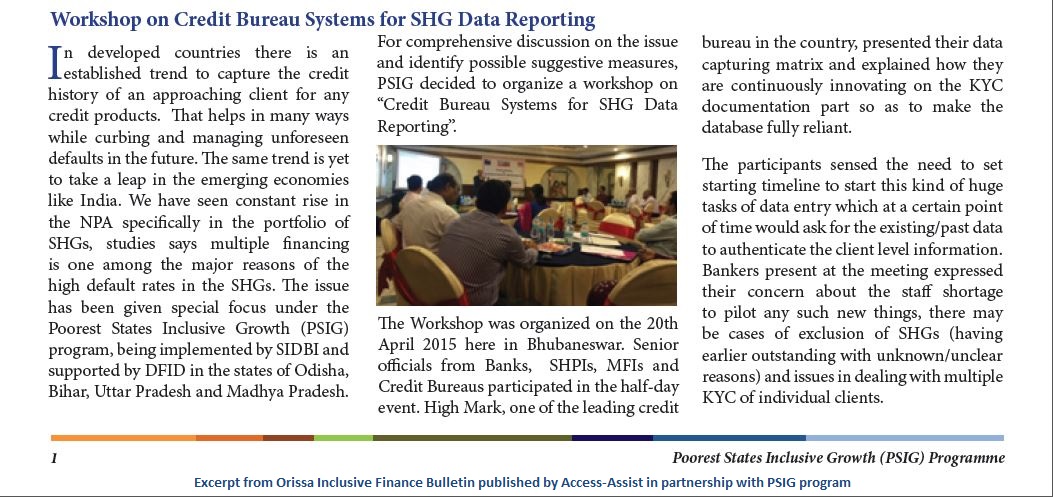 Workshop on Credit Bureau Systems for SHG Data Reporting
In developed countries there is an
established trend to capture the credit
history of an approaching client for any
credit products. That helps in many ways
while curbing and managing unforeseen
defaults in the future. The same trend is yet
to take a leap in the emerging economies
like India. We have seen constant rise in
the NPA specifically in the portfolio of
SHGs, studies says multiple financing
is one among the major reasons of the
high default rates in the SHGs. The issue
has been given special focus under the
Poorest States Inclusive Growth (PSIG)
program, being implemented by SIDBI and
supported by DFID in the states of Odisha,
Bihar, Uttar Pradesh and Madhya Pradesh.
For comprehensive discussion on the issue
and identify possible suggestive measures,
PSIG decided to organize a workshop on
“Credit Bureau Systems for SHG Data
Reporting”.
The Workshop was organized on the 20th
April 2015 here in Bhubaneswar. Senior
officials from Banks, SHPIs, MFIs and
Credit Bureaus participated in the half-day
event. High Mark, one of the leading credit
bureau in the country, presented their data
capturing matrix and explained how they
are continuously innovating on the KYC
documentation part so as to make the
database fully reliant.
The participants sensed the need to set
starting timeline to start this kind of huge
tasks of data entry which at a certain point
of time would ask for the existing/past data
to authenticate the client level information.
Bankers present at the meeting expressed
their concern about the staff shortage
to pilot any such new things, there may
be cases of exclusion of SHGs (having
earlier outstanding with unknown/unclear
reasons) and issues in dealing with multiple
KYC of individual clients.
1
Poorest States Inclusive Growth (PSIG) Programme
Excerpt from Orissa Inclusive Finance Bulletin published by Access-Assist in partnership with PSIG program